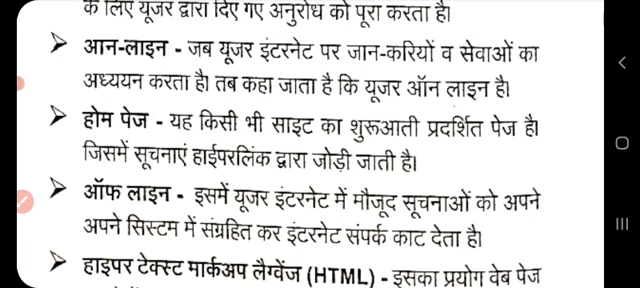 के लिए यूजर द्वारा दिए गए अनुरोध को पूरा करता है।
➤ आन-लाइन - जब यूजर इंटरनेट पर जान-करियों व सेवाओं का
अध्ययन करता है। तब कहा जाता है कि यूजर ऑन लाइन है।
➤ होम पेज - यह किसी भी साइट का शुरूआती प्रदर्शित पेज है।
जिसमें सूचनाएं हाईपरलिंक द्वारा जोड़ी जाती है।
➤ ऑफ लाइन - इसमें यूजर इंटरनेट में मौजूद सूचनाओं को अपने
अपने सिस्टम में संग्रहित कर इंटरनेट संपर्क काट देता है।
➤ हाइपर टेक्स्ट मार्कअप लैग्वेंज (HTML) - इसका प्रयोग वेब पेज